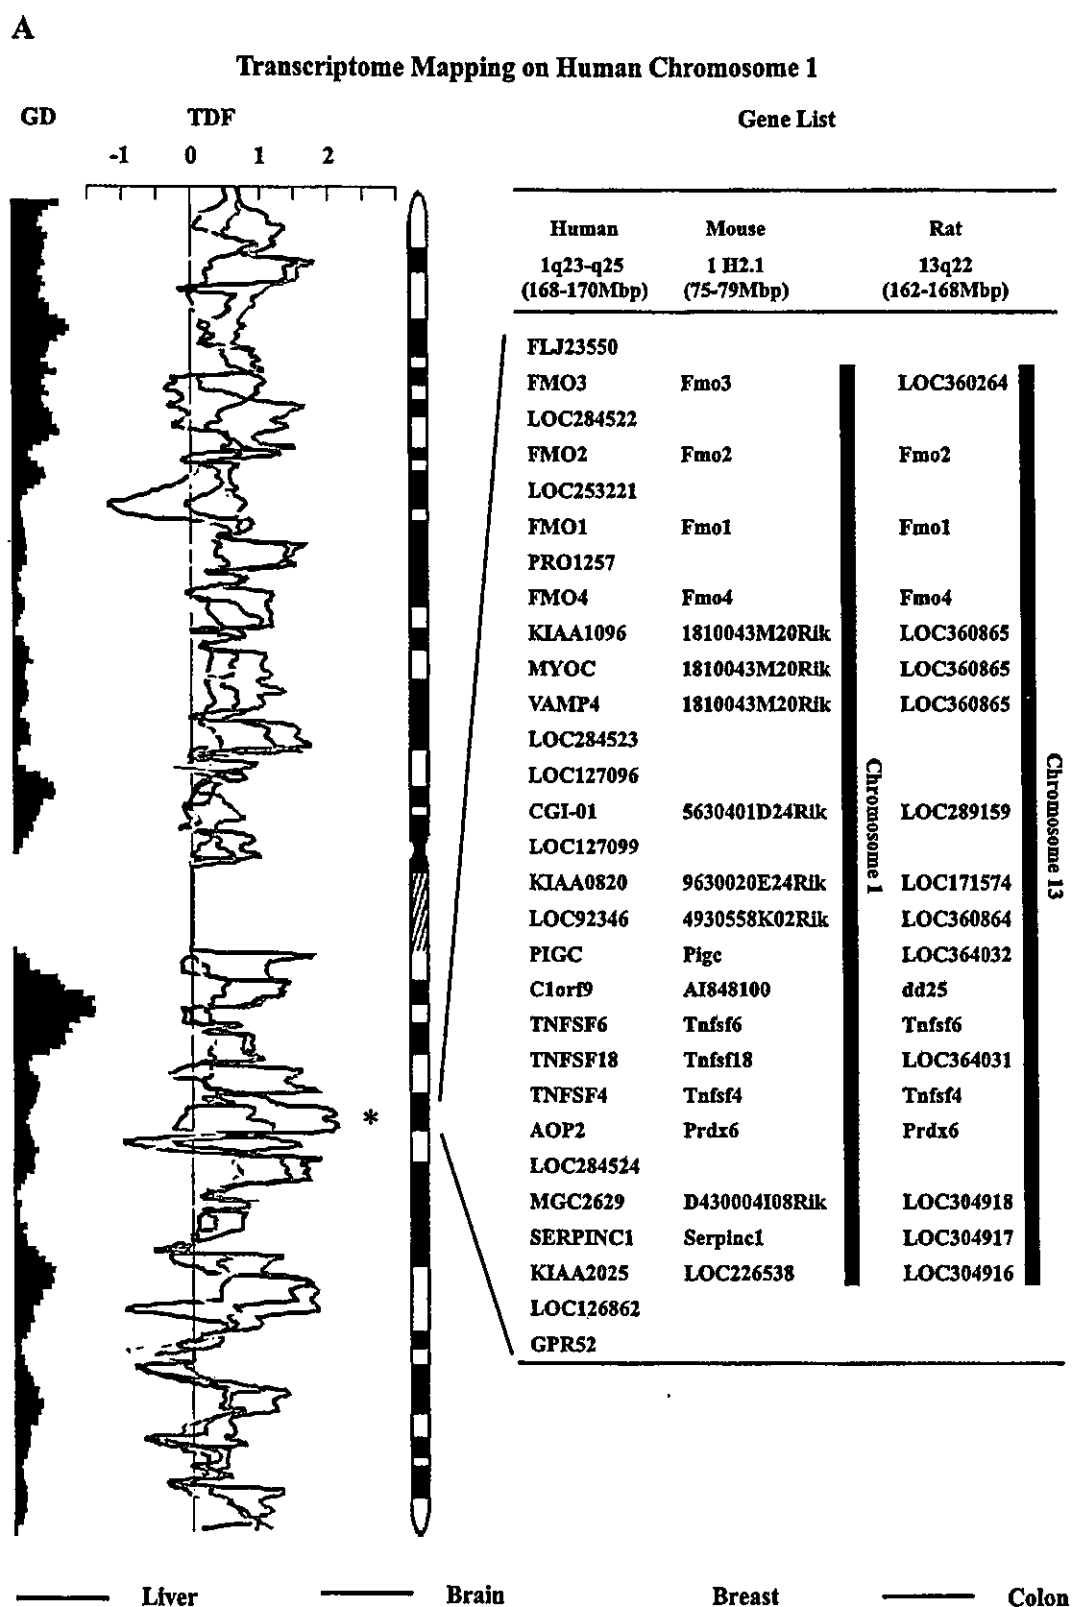 A
Transcriptome Mapping on Human Chromosome 1
GD TDF Gene List
-1 0 1 2
Human Mouse Rat
1q23-q25 1 H2.1 13q22
(168-170Mbp) (75-79Mbp) (162-168Mbp)
FLJ23550
FMO3 Fmo3 LOC360264
LOC284522
FMO2 Fmo2 Fmo2
LOC253221
FMO1 Fmo1 Fmo1
PRO1257
FMO4 Fmo4 Fmo4
KIAA1096 1810043M20Rik LOC360865
MYOC 1810043M20Rik LOC360865
VAMP4 1810043M20Rik LOC360865
LOC284523
LOC127096
CGI-01 5630401D24Rik LOC289159
LOC127099
KIAA0820 9630020E24Rik LOC171574
LOC92346 4930558K02Rik LOC360864
PIGC Pigc LOC364032
C1orf9 AI848100 dd25
TNFSF6 Tnfsf6 Tnfsf6
TNFSF18 Tnfsf18 LOC364031
TNFSF4 Tnfsf4 Tnfsf4
*
AOP2 Prdx6 Prdx6
LOC284524
MGC2629 D430004I08Rik LOC304918
SERPINC1 Serpinc1 LOC304917
KIAA2025 LOC226538 LOC304916
LOC126862
GPR52
Chromosome 1
Chromosome 13
Liver Brain Breast Colon